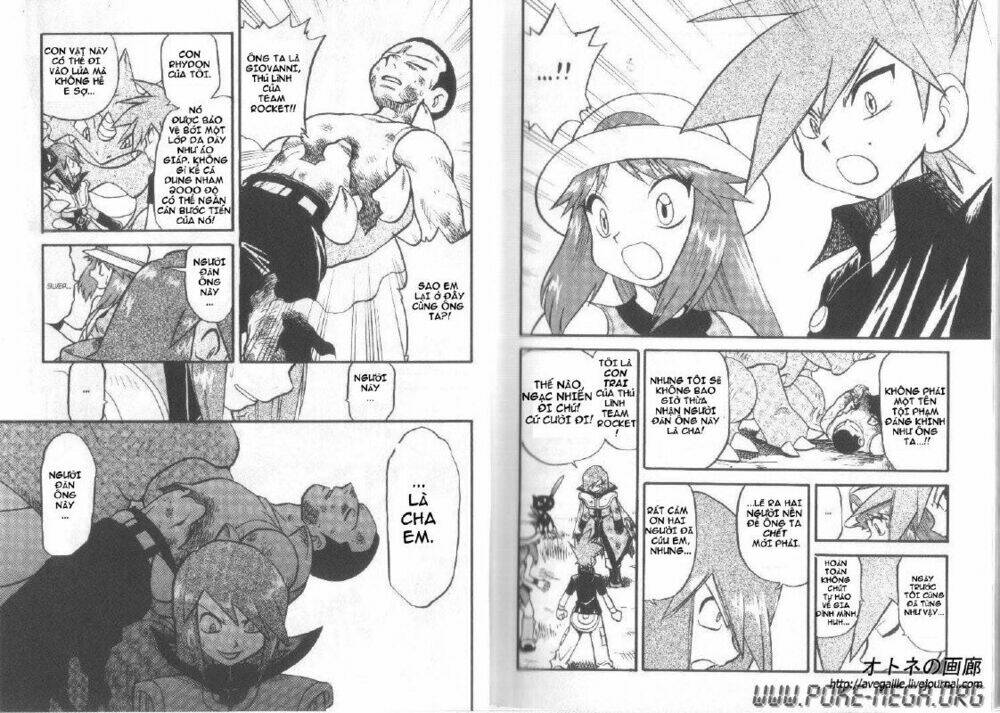 CON VẬT NÀY
CÓ THỂ ĐI
VÀO LỬA MÀ
KHÔNG HỀ
E SỢ...
CON
RHYDON
CỦA TÔI.
NÓ
ĐƯỢC BẢO
VỆ BỞI MỘT
LỚP DA DÀY
NHƯ ÁO
GIÁP. KHÔNG
GÌ KỂ CẢ
DUNG NHAM
2000 ĐỘ
CÓ THỂ NGĂN
CẢN BƯỚC TIẾN
CỦA NÓ!
ÔNG TA LÀ
GIOVANNI,
THỦ LĨNH
CỦA
TEAM
ROCKET!!
SAO EM
LẠI Ở ĐÂY
CÙNG ÔNG
TA?!
SILVER...
NGƯỜI
ĐÀN ÔNG
NÀY
...
...
NGƯỜI
NÀY
...
NGƯỜI
ĐÀN ÔNG
NÀY
...
...
LÀ
CHA
EM.
...!!
TÔI LÀ
CON
TRAI
CỦA THỦ
LĨNH
TEAM
ROCKET
!
THẾ NÀO,
NGẠC NHIÊN
ĐI CHỨ!
CỨ CƯỜI ĐI!
NHƯNG TÔI SẼ
KHÔNG BAO
GIỜ THỪA
NHẬN NGƯỜI
ĐÀN ÔNG NÀY
LÀ CHA!
KHÔNG PHẢI
MỘT TÊN
TỘI PHẠM
ĐÁNG KHINH
NHƯ ÔNG
TA...!!
RẤT CẢM
ƠN HAI
NGƯỜI ĐÃ
CỨU EM,
NHƯNG...
...LẼ RA HAI
NGƯỜI NÊN
ĐỂ ÔNG TA
CHẾT
MỚI PHẢI.
...
HOÀN
TOÀN
KHÔNG
CHÚT
TỰ HÀO
VỀ GIA
ĐÌNH MÌNH,
HUH...
NGÀY
TRƯỚC
TÔI CŨNG
ĐÃ TỪNG
NHƯ VẬY...
オトネの画廊
http://avegaille.livejournal.com
WWW.POKE-MEGA.ORG